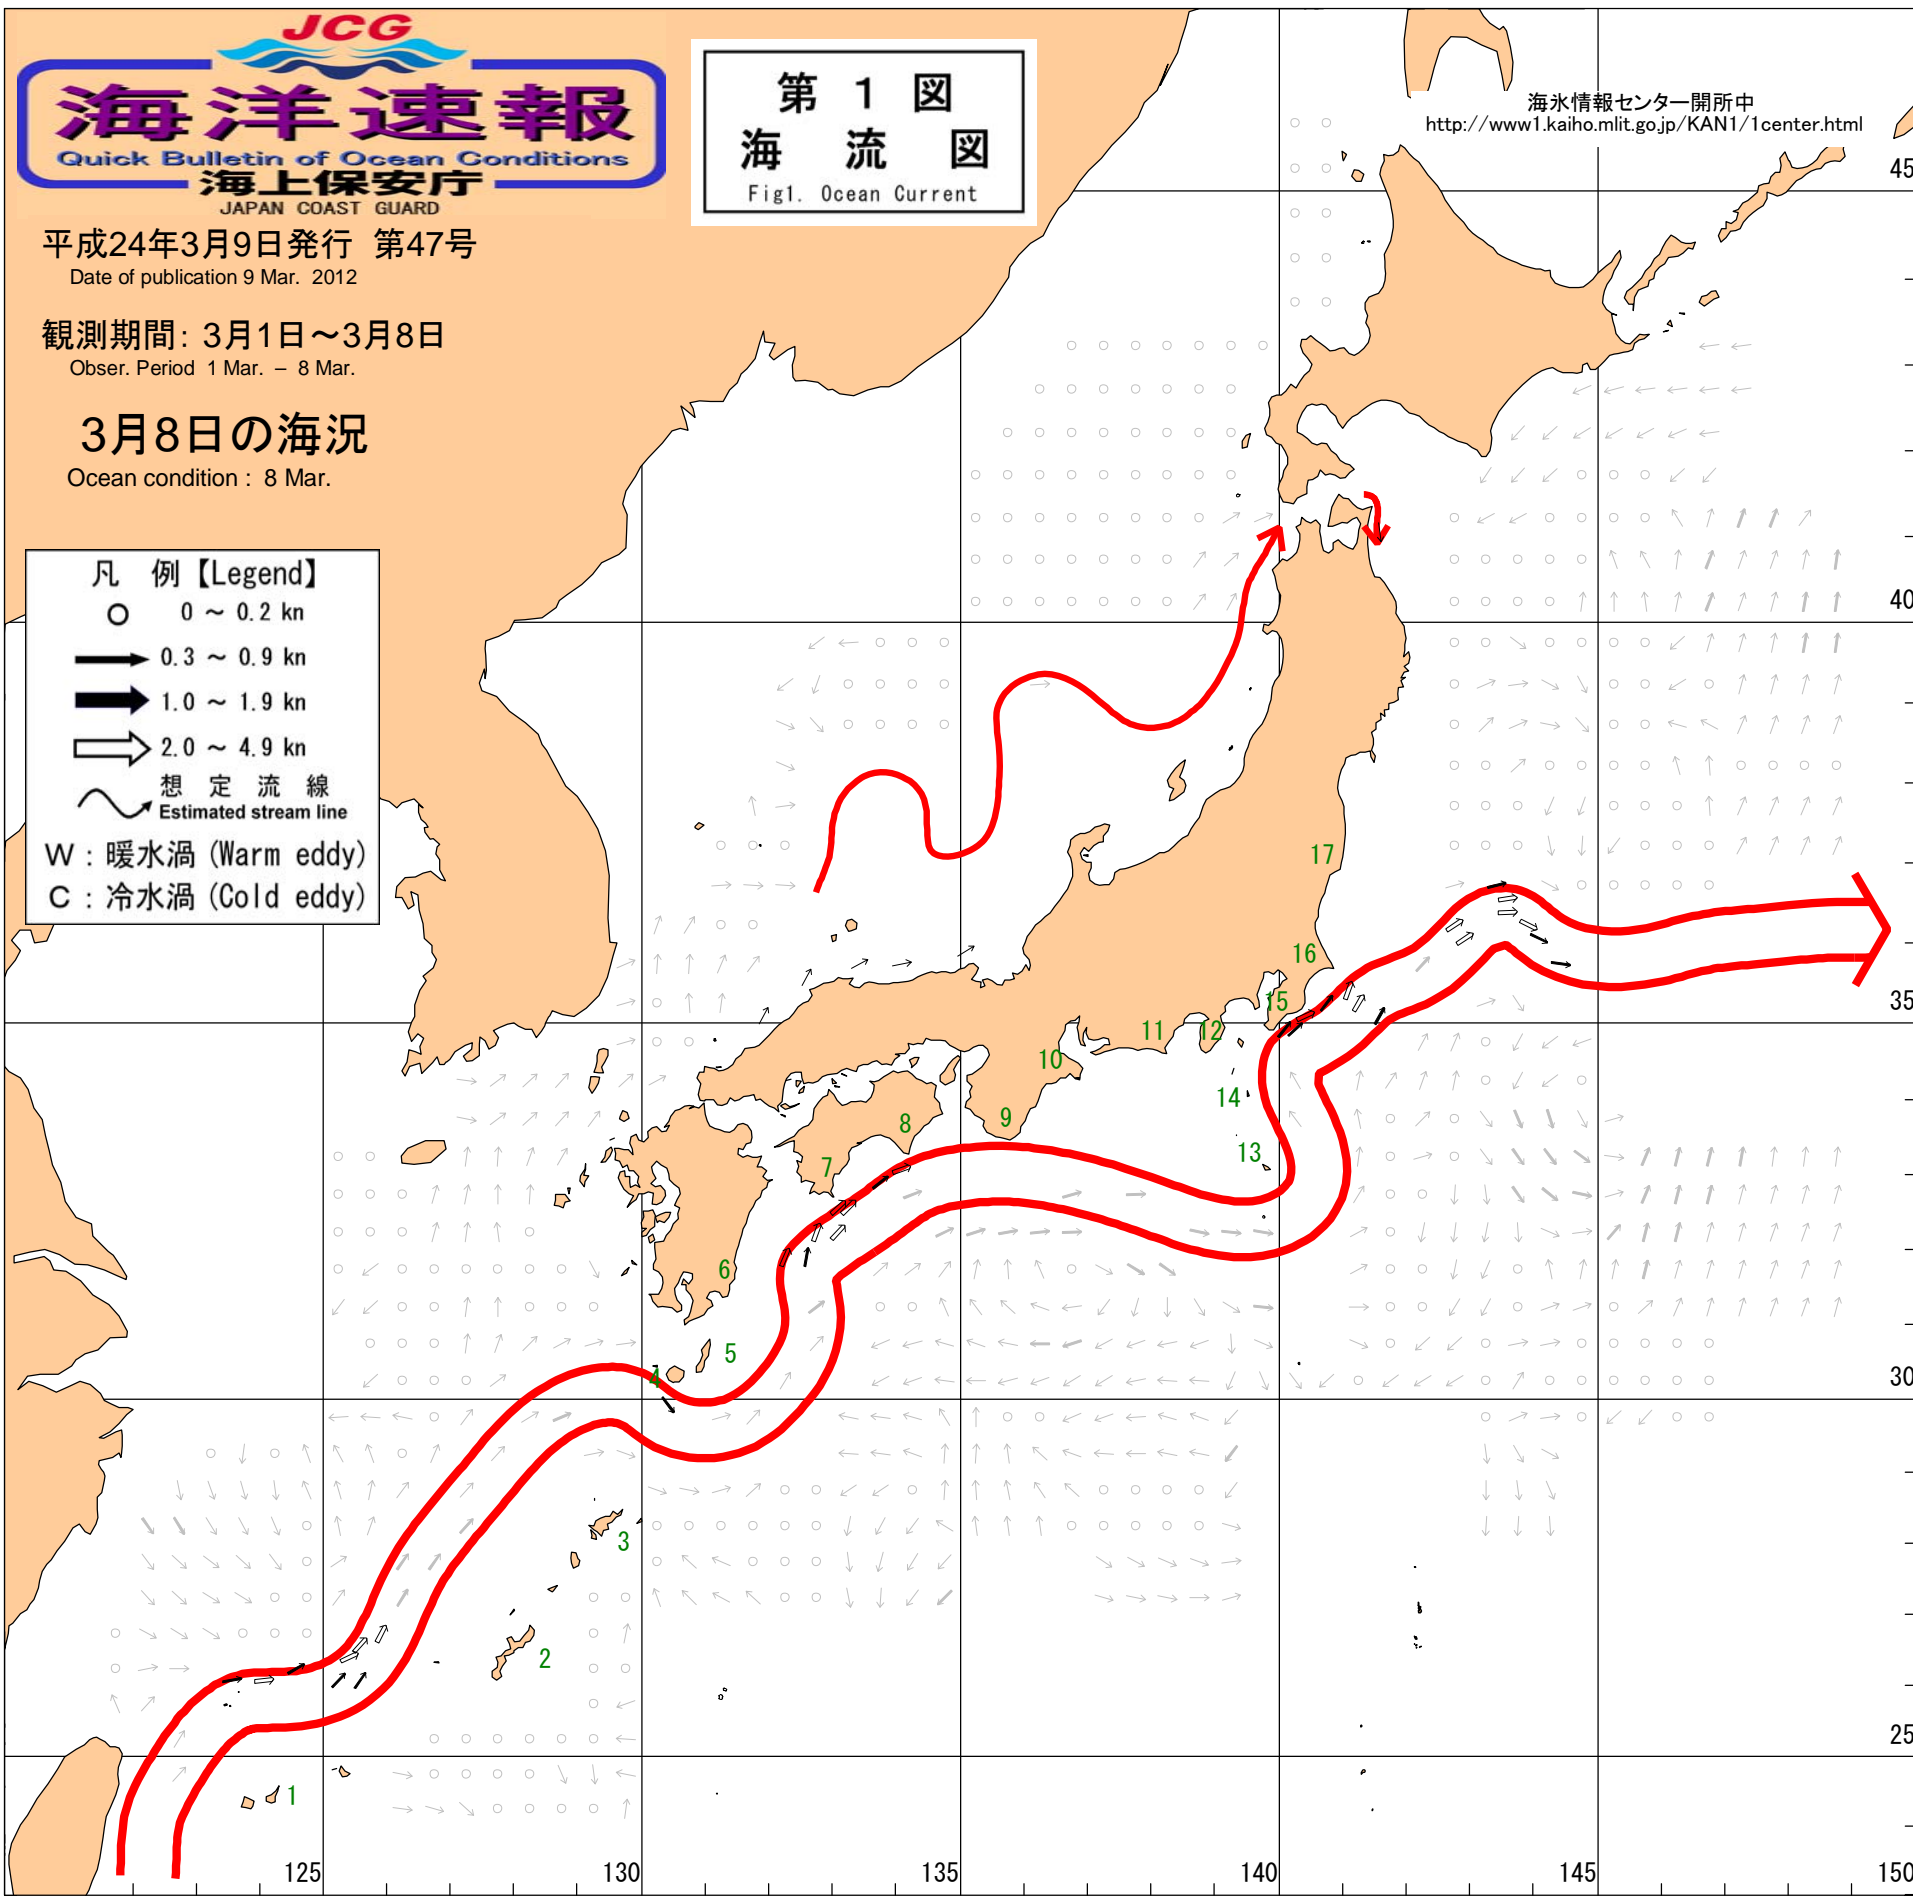 JCG
海洋速報
Quick Bulletin of Ocean Conditions
海上保安庁
JAPAN COAST GUARD
平成24年3月9日発行 第47号
Date of publication 9 Mar. 2012
観測期間: 3月1日～3月8日
Obser. Period 1 Mar. – 8 Mar.
3月8日の海況
Ocean condition : 8 Mar.
第 1 図
海 流 図
Fig1. Ocean Current
海氷情報センター開所中
http://www1.kaiho.mlit.go.jp/KAN1/1center.html
凡 例【Legend】
0 ～ 0.2 kn
0.3 ～ 0.9 kn
1.0 ～ 1.9 kn
2.0 ～ 4.9 kn
想 定 流 線
Estimated stream line
W : 暖水渦 (Warm eddy)
C : 冷水渦 (Cold eddy)
45
40
17
16
35
15
12
11
10
14
9
8
13
7
6
5
4
30
3
2
25
1
125
130
135
140
145
150